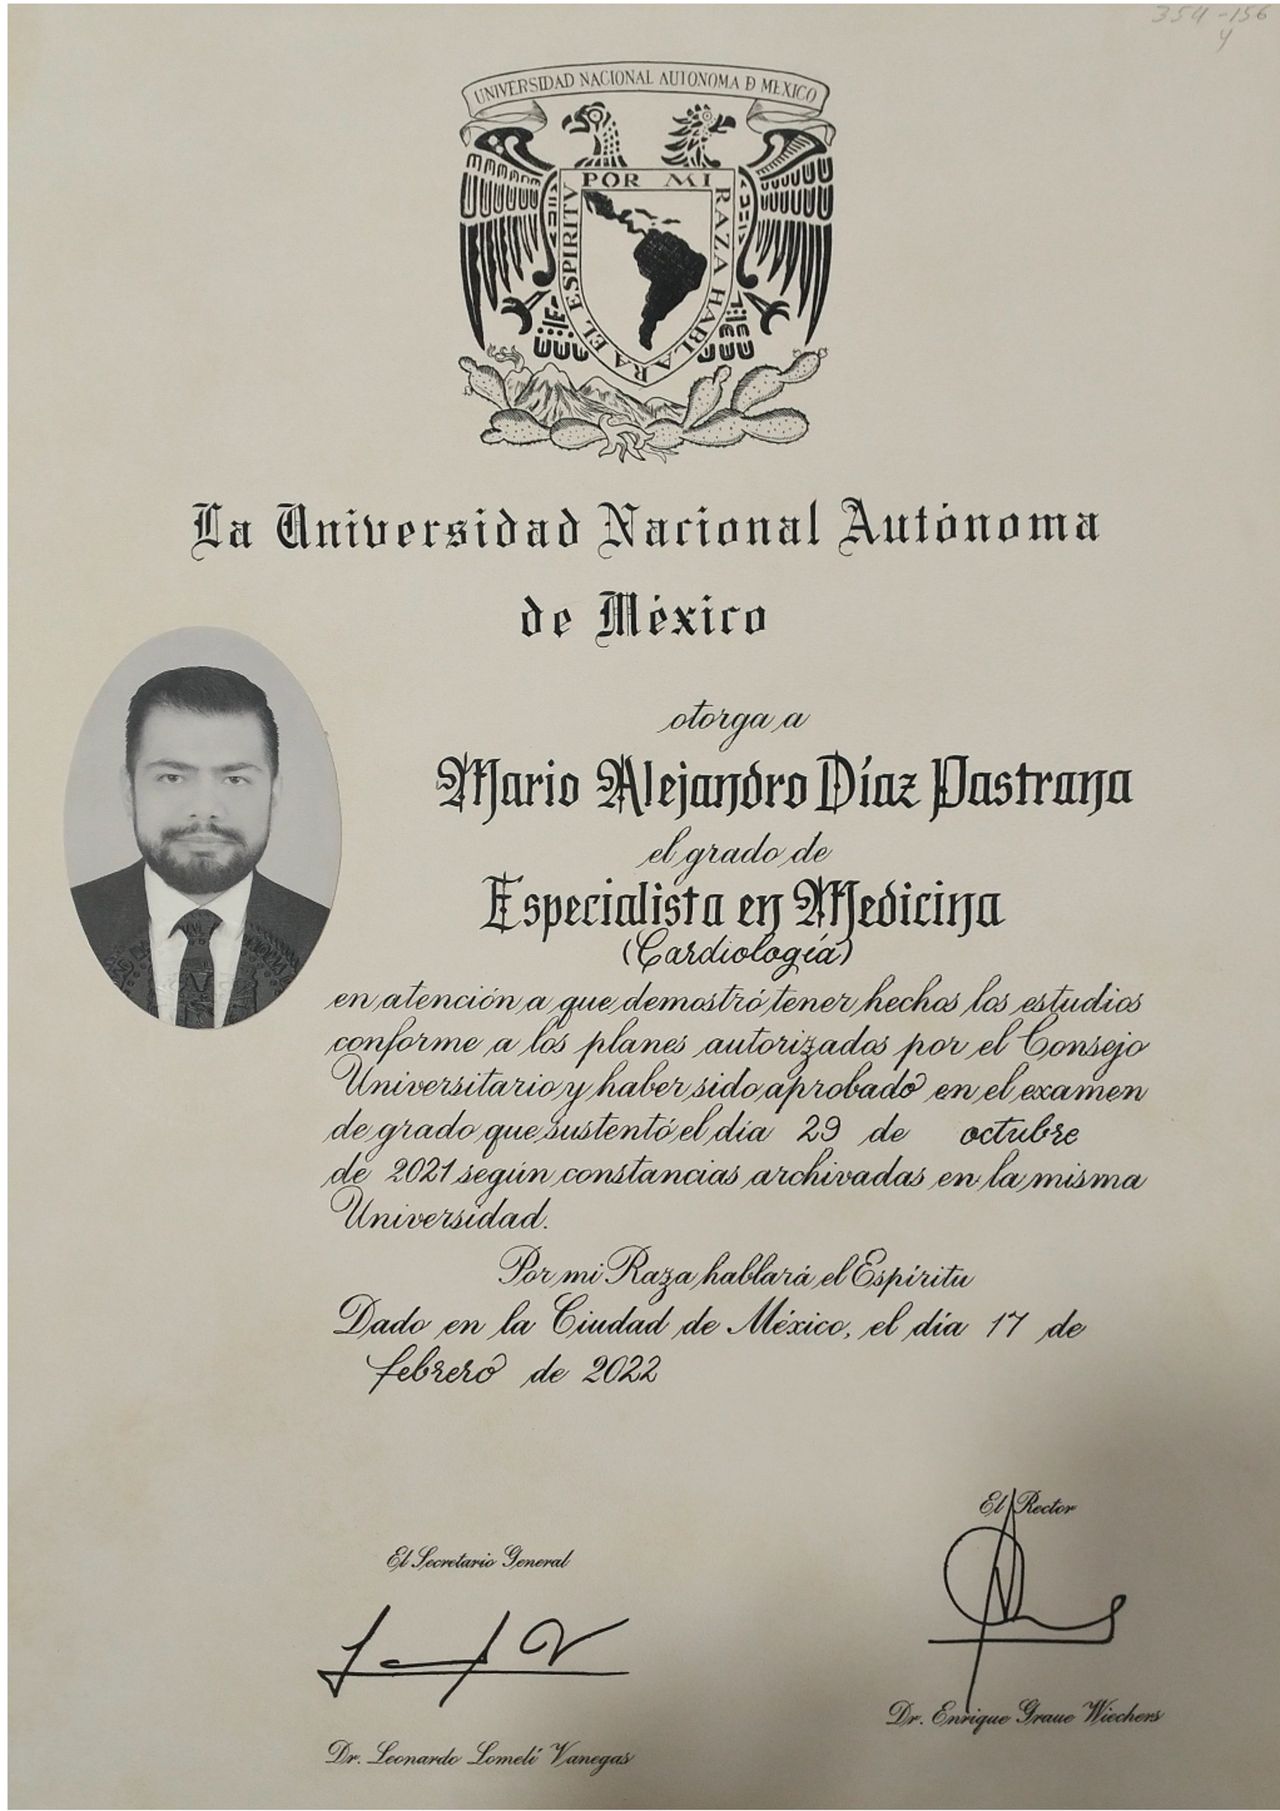 354-156
4
UNIVERSIDAD NACIONAL AUTONOMA D MEXICO
POR MI RAZA HABLARA EL ESPIRITU
La Universidad Nacional Autónoma
de México
otorga a
Mario Alejandro Díaz Pastrana
el grado de
Especialista en Medicina
(Cardiología)
en atención a que demostró tener hechos los estudios
conforme a los planes autorizados por el Consejo
Universitario y haber sido aprobado en el examen
de grado que sustentó el día 29 de octubre
de 2021 según constancias archivadas en la misma
Universidad.
Por mi Raza hablará el Espíritu
Dado en la Ciudad de México, el día 17 de
febrero de 2022
El Rector
El Secretario General
Dr. Enrique Graue Wiechers
Dr. Leonardo Lomelí Vanegas